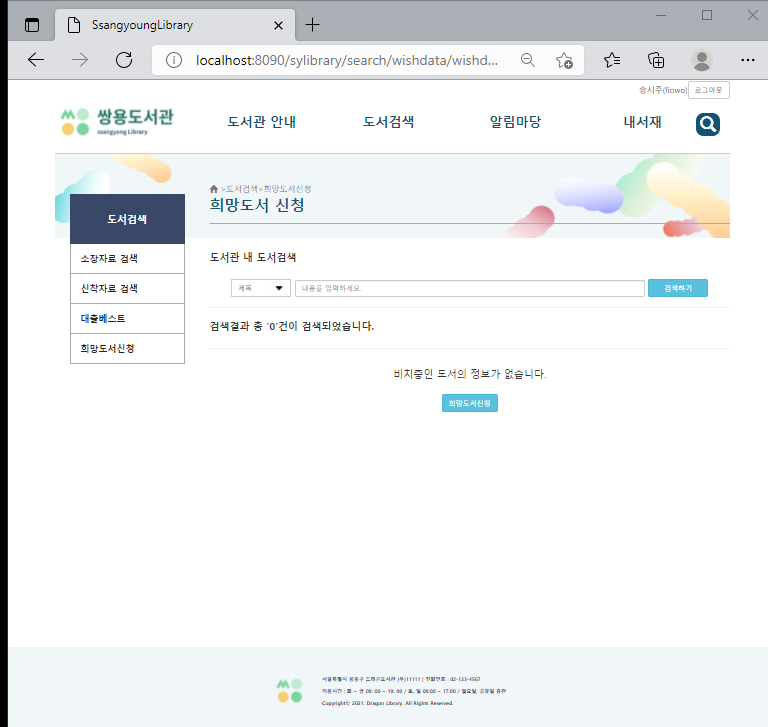 SsangyoungLibrary
localhost:8090/sylibrary/search/wishdata/wishd...
송시주(fiowo) 로그아웃
쌍용도서관
ssangyong Library
도서관 안내 도서검색 알림마당 내서재
>도서검색>희망도서신청
희망도서 신청
도서검색
소장자료 검색
신착자료 검색
대출베스트
희망도서신청
도서관 내 도서검색
제목 내용을 입력하세요. 검색하기
검색결과 총 '0'건이 검색되었습니다.
비치중인 도서의 정보가 없습니다.
희망도서신청
서울특별시 용용구 드래곤도서관 (우)11111 | 전화번호 : 02-123-4567
이용시간 : 화 ~ 금 09: 00 ~ 19: 00 / 토, 일 09:00 ~ 17:00 / 월요일, 공휴일 휴관
Copyright© 2021. Dragon Library. All Rights Reserved.